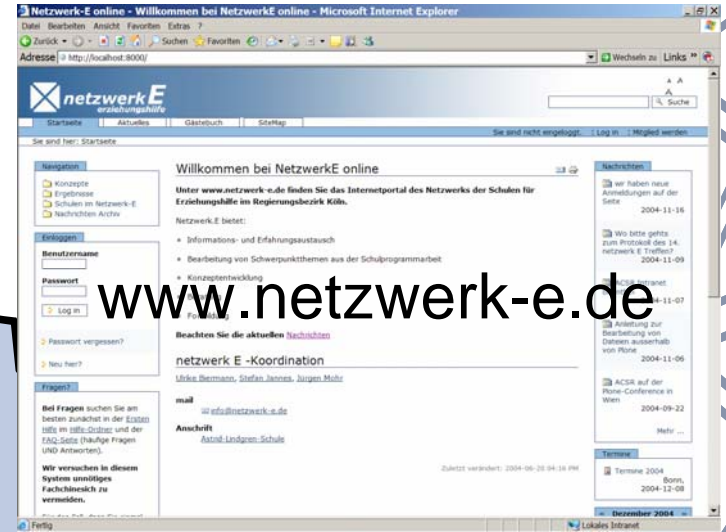 Netzwerk-E online - Willkommen bei NetzwerkE online - Microsoft Internet Explorer
Datei Bearbeiten Ansicht Favoriten Extras ?
Zurück Suchen Favoriten
Adresse http://localhost:8000/ Wechseln zu Links »
netzwerk E
erziehungshilfe
A A
A
Suche
Startseite Aktuelles Gästebuch SiteMap
Sie sind nicht eingeloggt. Log in Mitglied werden
Sie sind hier: Startseite
Navigation
Konzepte
Ergebnisse
Schulen im Netzwerk-E
Nachrichten Archiv
Einloggen
Benutzername
Passwort
Log in
Passwort vergessen?
Neu hier?
Fragen?
Bei Fragen suchen Sie am
besten zunächst in der Ersten
Hilfe im Hilfe-Ordner und der
FAQ-Seite (häufige Fragen
UND Antworten).
Wir versuchen in diesem
System unnötiges
Fachchinesich zu
vermeiden.
Willkommen bei NetzwerkE online
Unter www.netzwerk-e.de finden Sie das Internetportal des Netzwerks der Schulen für
Erziehungshilfe im Regierungsbezirk Köln.
Netzwerk.E bietet:
Informations- und Erfahrungsaustausch
Bearbeitung von Schwerpunktthemen aus der Schulprogrammarbeit
Konzeptentwicklung
www.netzwerk-e.de
Beachten Sie die aktuellen Nachrichten
netzwerk E -Koordination
Ulrike Biermann, Stefan Jannes, Jürgen Mohr
mail
info@netzwerk-e.de
Anschrift
Astrid-Lindgren-Schule
Zuletzt verändert: 2004-06-28 04:16 PM
Nachrichten
wir haben neue
Anmeldungen auf der
Seite
2004-11-16
Wo bitte gehts
zum Protokoll des 14.
netzwerk E Treffen?
2004-11-09
ACSR Intranet
2004-11-07
Anleitung zur
Bearbeitung von
Dateien ausserhalb
von Plone
2004-11-06
ACSR auf der
Plone-Conference in
Wien
2004-09-22
Mehr ...
Termine
Termine 2004
Bonn,
2004-12-08
« Dezember 2004 »
Fertig Lokales Intranet